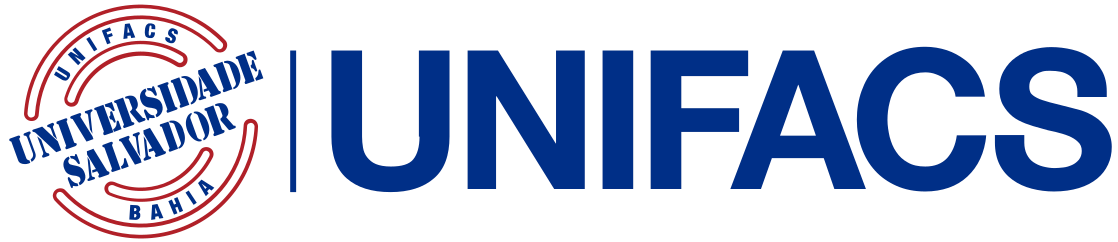 UNIFACS
UNIVERSIDADE
SALVADOR
BAHIA
UNIFACS